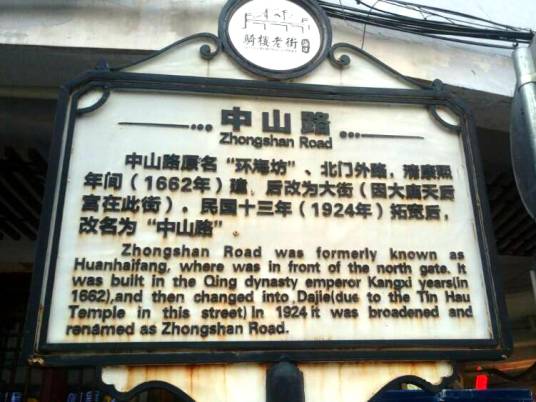 骑楼老街
中山路
Zhongshan Road
中山路原名“环海坊”、北门外路，清康熙
年间（1662年）建，后改为大街（因大庙天后
宫在此街），民国十三年（1924年）拓宽后，
改名为“中山路”
Zhongshan Road was formerly known as
Huanhaifang, where was in front of the north gate. It
was built in the Qing dynasty emperor Kangxi years(in
1662),and then changed into Dajie(due to the Tin Hau
Temple in this street) In 1924 it was broadened and
renamed as Zhongshan Road.